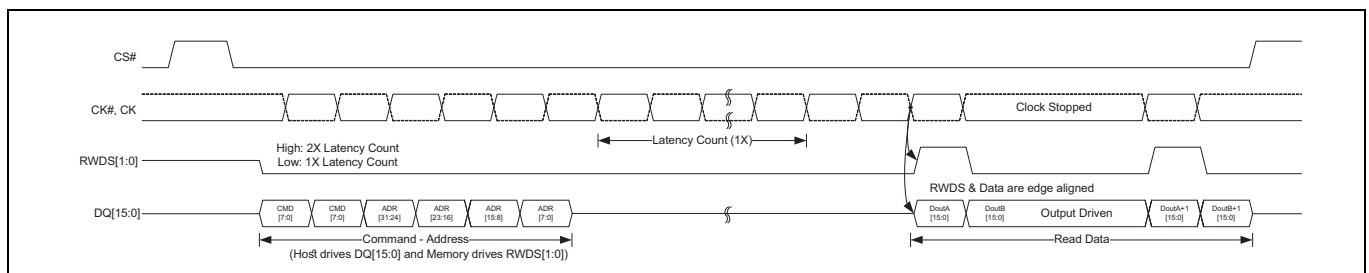 CS#
CK#, CK
Clock Stopped
Latency Count (1X)
High: 2X Latency Count
Low: 1X Latency Count
RWDS[1:0]
RWDS & Data are edge aligned
DQ[15:0]
CMD
[7:0]
CMD
[7:0]
ADR
[31:24]
ADR
[23:16]
ADR
[15:8]
ADR
[7:0]
DoutA
[15:0]
DoutB
[15:0]
Output Driven
DoutA+1
[15:0]
DoutB+1
[15:0]
Command - Address
(Host drives DQ[15:0] and Memory drives RWDS[1:0])
Read Data